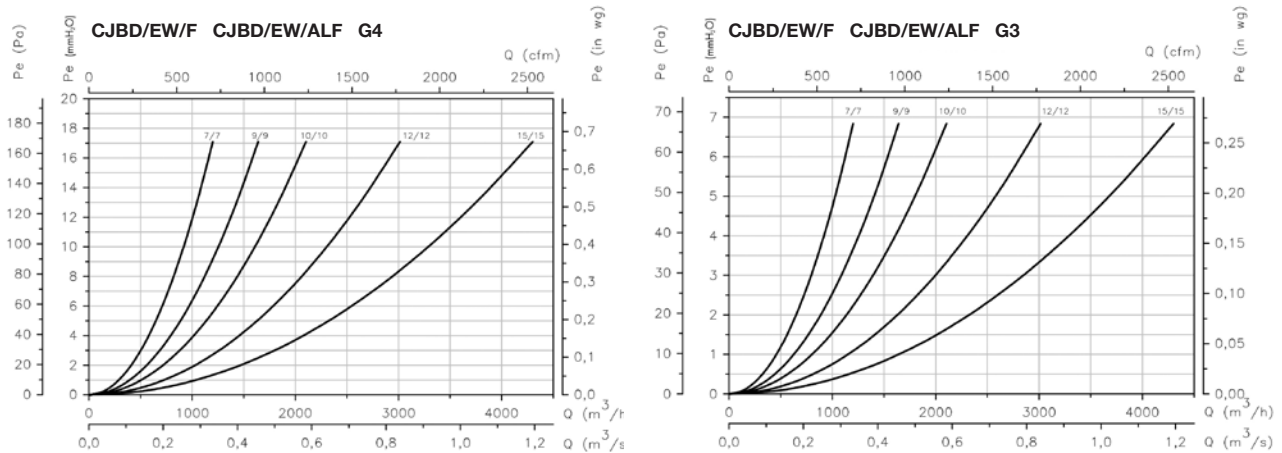 CJBD/EW/F CJBD/EW/ALF G4
Pe (Pa)
Pe (mmH2O)
Q (cfm)
Pe (in wg)
0 500 1000 1500 2000 2500
20
18
16
14
12
10
8
6
4
2
0
180
160
140
120
100
80
60
40
20
0
7/7 9/9 10/10 12/12 15/15
0,7
0,6
0,5
0,4
0,3
0,2
0,1
0,0
0 1000 2000 3000 4000 Q (m³/h
0,0 0,2 0,4 0,6 0,8 1,0 1,2 Q (m³/s
CJBD/EW/F CJBD/EW/ALF G3
Pe (Pa)
Pe (mmH2O)
Q (cfm)
Pe (in wg)
0 500 1000 1500 2000 2500
70
60
50
40
30
20
10
0
7
6
5
4
3
2
1
0
7/7 9/9 10/10 12/12 15/15
0,25
0,20
0,15
0,10
0,05
0,00
0 1000 2000 3000 4000 Q (m³/h)
0,0 0,2 0,4 0,6 0,8 1,0 1,2 Q (m³/s)